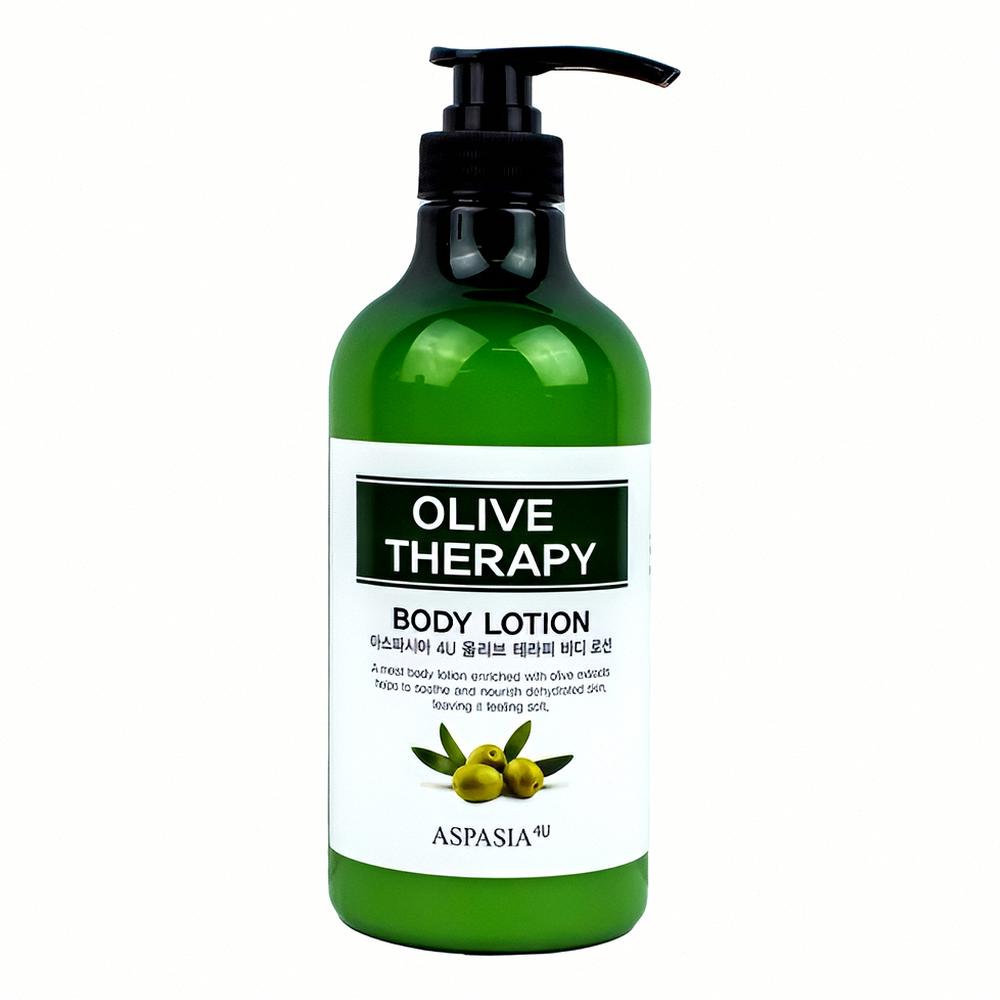 OLIVE
THERAPY
BODY LOTION
아스파시아 4U 올리브 테라피 바디 로션
A moist body lotion enriched with olive extracts
helps to soothe and nourish dehydrated skin,
leaving it feeling soft.
ASPASIA4U